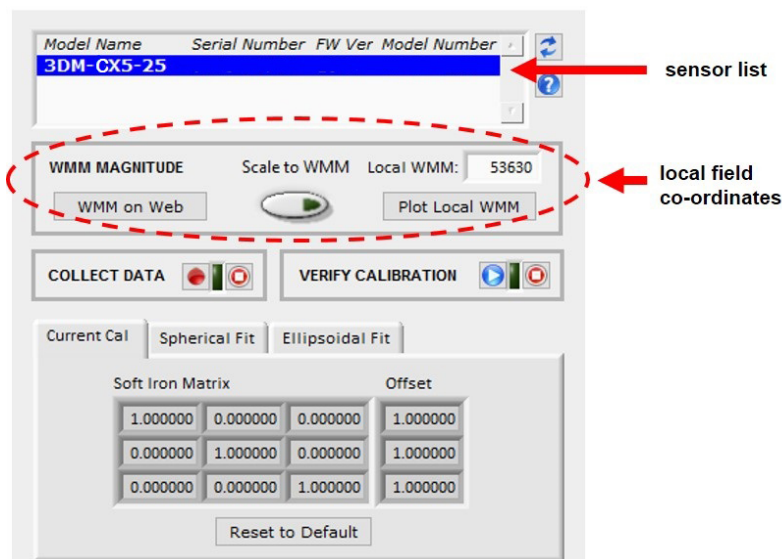 Model Name Serial Number FW Ver Model Number
3DM-CX5-25
sensor list
WMM MAGNITUDE Scale to WMM Local WMM: 53630
WMM on Web Plot Local WMM
local field
co-ordinates
COLLECT DATA VERIFY CALIBRATION
Current Cal Spherical Fit Ellipsoidal Fit
Soft Iron Matrix Offset
1.000000 0.000000 0.000000 1.000000
0.000000 1.000000 0.000000 1.000000
0.000000 0.000000 1.000000 1.000000
Reset to Default